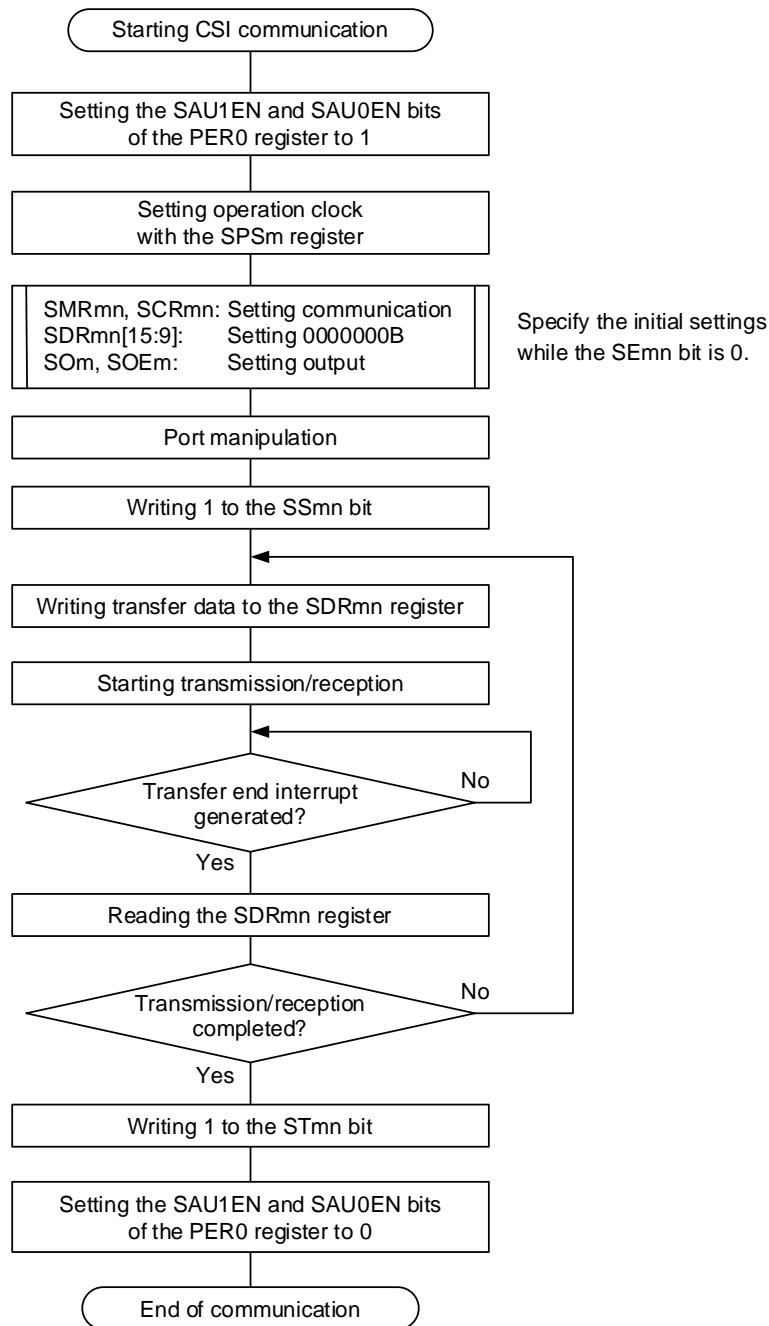 Starting CSI communication
Setting the SAU1EN and SAU0EN bits
of the PER0 register to 1
Setting operation clock
with the SPSm register
SMRmn, SCRmn: Setting communication
SDRmn[15:9]: Setting 0000000B
SOm, SOEm: Setting output
Specify the initial settings
while the SEmn bit is 0.
Port manipulation
Writing 1 to the SSmn bit
Writing transfer data to the SDRmn register
Starting transmission/reception
Transfer end interrupt
generated?
No
Yes
Reading the SDRmn register
Transmission/reception
completed?
No
Yes
Writing 1 to the STmn bit
Setting the SAU1EN and SAU0EN bits
of the PER0 register to 0
End of communication